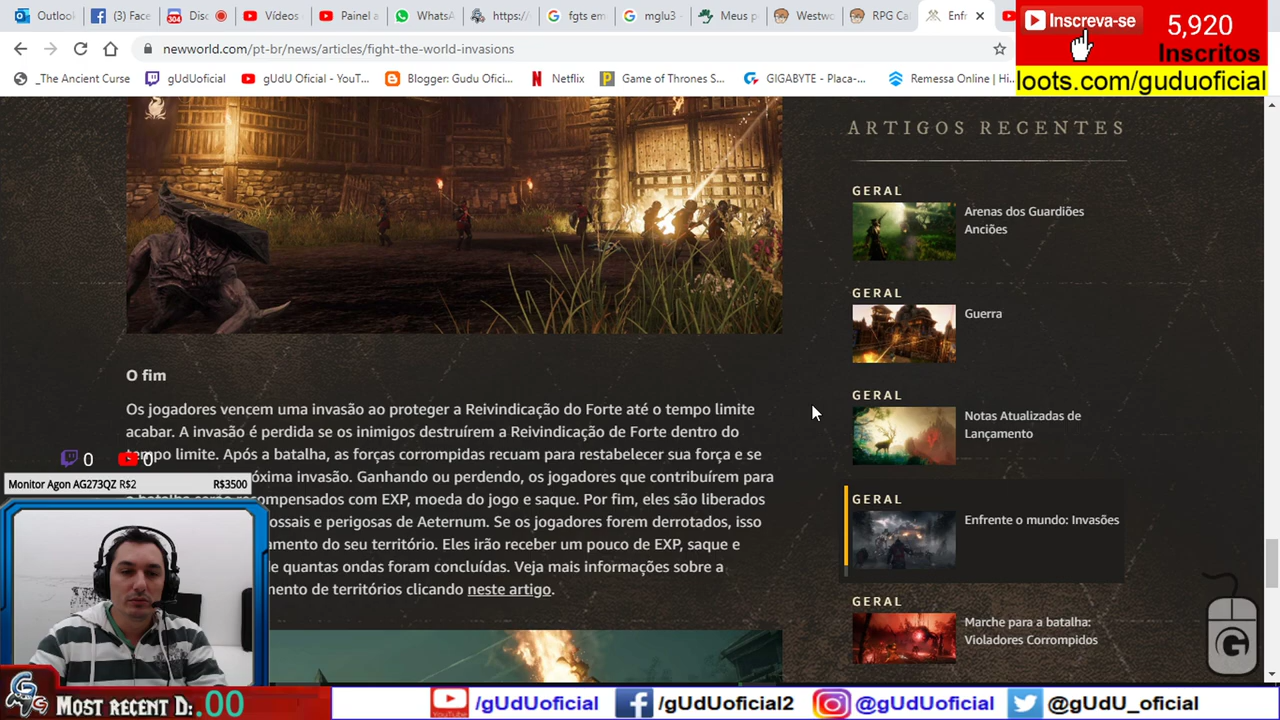 Outlook
(3) Face
304
Disc
Vídeos
Painel a
WhatsA
https:/
fgts em
mglu3
Meus p
Westwo
RPG Ca
Enfr
newworld.com/pt-br/news/articles/fight-the-world-invasions
Inscreva-se
5,920
Inscritos
loots.com/guduoficial
_The Ancient Curse
gUdUoficial
gUdU Oficial - YouT...
Blogger: Gudu Ofici...
Netflix
Game of Thrones S...
GIGABYTE - Placa-...
Remessa Online | Hi...
ARTIGOS RECENTES
GERAL
Arenas dos Guardiões
Anciões
GERAL
Guerra
GERAL
Notas Atualizadas de
Lançamento
GERAL
Enfrente o mundo: Invasões
GERAL
Marche para a batalha:
Violadores Corrompidos
O fim
Os jogadores vencem uma invasão ao proteger a Reivindicação do Forte até o tempo limite
acabar. A invasão é perdida se os inimigos destruírem a Reivindicação de Forte dentro do
tempo limite. Após a batalha, as forças corrompidas recuam para restabelecer sua força e se
óxima invasão. Ganhando ou perdendo, os jogadores que contribuírem para
recompensados com EXP, moeda do jogo e saque. Por fim, eles são liberados
ossais e perigosas de Aeternum. Se os jogadores forem derrotados, isso
amento do seu território. Eles irão receber um pouco de EXP, saque e
e quantas ondas foram concluídas. Veja mais informações sobre a
mento de territórios clicando neste artigo.
0
0
Monitor Agon AG273QZ R$2
R$3500
MOST RECENT D: .00
/gUdUoficial
/gUdUoficial2
@gUdUoficial
@gUdU_oficial